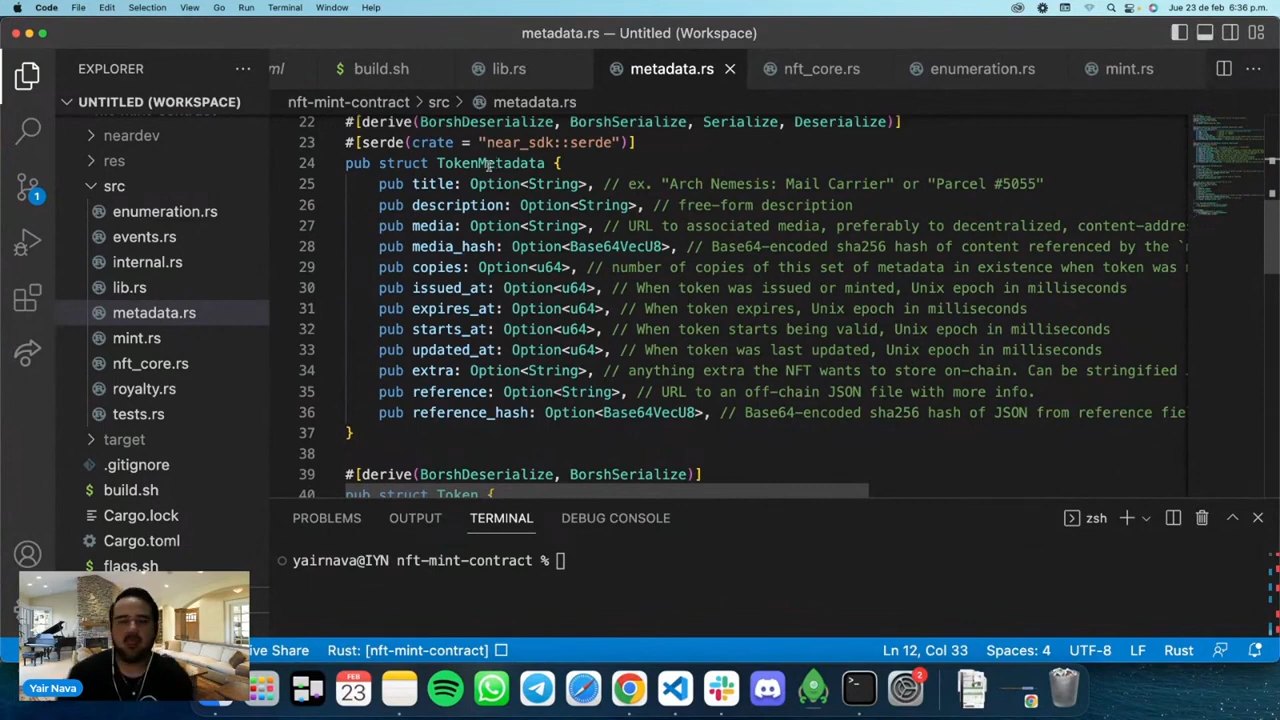 Code File Edit Selection View Go Run Terminal Window Help Jue 23 de feb 6:36 p.m.
metadata.rs — Untitled (Workspace)
EXPLORER
ml build.sh lib.rs metadata.rs nft_core.rs enumeration.rs mint.rs
UNTITLED (WORKSPACE)
nft-mint-contract > src > metadata.rs
neardev
res
src
enumeration.rs
events.rs
internal.rs
lib.rs
metadata.rs
mint.rs
nft_core.rs
royalty.rs
tests.rs
target
.gitignore
build.sh
Cargo.lock
Cargo.toml
flags.sh
1
22 #[derive(BorshDeserialize, BorshSerialize, Serialize, Deserialize)]
23 #[serde(crate = "near_sdk::serde")]
24 pub struct TokenMetadata {
25 pub title: Option<String>, // ex. "Arch Nemesis: Mail Carrier" or "Parcel #5055"
26 pub description: Option<String>, // free-form description
27 pub media: Option<String>, // URL to associated media, preferably to decentralized, content-addre
28 pub media_hash: Option<Base64VecU8>, // Base64-encoded sha256 hash of content referenced by the `m
29 pub copies: Option<u64>, // number of copies of this set of metadata in existence when token was m
30 pub issued_at: Option<u64>, // When token was issued or minted, Unix epoch in milliseconds
31 pub expires_at: Option<u64>, // When token expires, Unix epoch in milliseconds
32 pub starts_at: Option<u64>, // When token starts being valid, Unix epoch in milliseconds
33 pub updated_at: Option<u64>, // When token was last updated, Unix epoch in milliseconds
34 pub extra: Option<String>, // anything extra the NFT wants to store on-chain. Can be stringified
35 pub reference: Option<String>, // URL to an off-chain JSON file with more info.
36 pub reference_hash: Option<Base64VecU8>, // Base64-encoded sha256 hash of JSON from reference fie
37 }
38
39 #[derive(BorshDeserialize, BorshSerialize)]
40 pub struct Token {
PROBLEMS OUTPUT TERMINAL DEBUG CONSOLE zsh
yairnava@IYN nft-mint-contract %
Yair Nava
ive Share Rust: [nft-mint-contract] Ln 12, Col 33 Spaces: 4 UTF-8 LF Rust
FEB
23
2